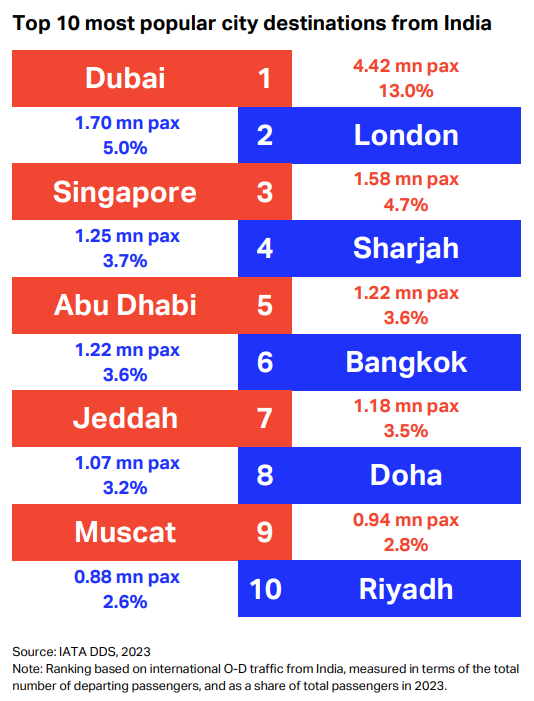 Top 10 most popular city destinations from India
Dubai 1 4.42 mn pax
13.0%
1.70 mn pax
5.0%
2 London
Singapore 3 1.58 mn pax
4.7%
1.25 mn pax
3.7%
4 Sharjah
Abu Dhabi 5 1.22 mn pax
3.6%
1.22 mn pax
3.6%
6 Bangkok
Jeddah 7 1.18 mn pax
3.5%
1.07 mn pax
3.2%
8 Doha
Muscat 9 0.94 mn pax
2.8%
0.88 mn pax
2.6%
10 Riyadh
Source: IATA DDS, 2023
Note: Ranking based on international O-D traffic from India, measured in terms of the total
number of departing passengers, and as a share of total passengers in 2023.